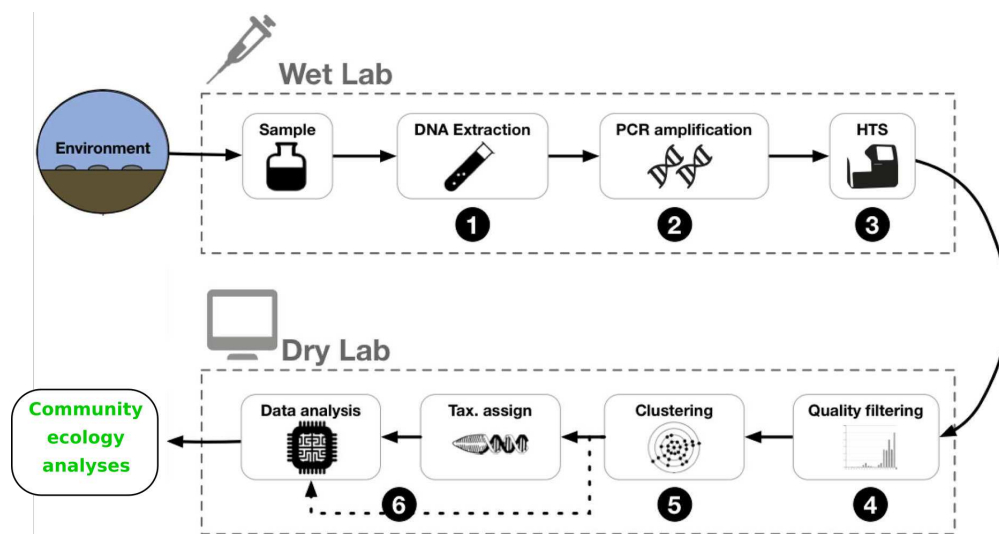 Wet Lab
Environment
Sample
DNA Extraction
PCR amplification
HTS
1
2
3
Dry Lab
Community
ecology
analyses
Data analysis
Tax. assign
Clustering
Quality filtering
6
5
4